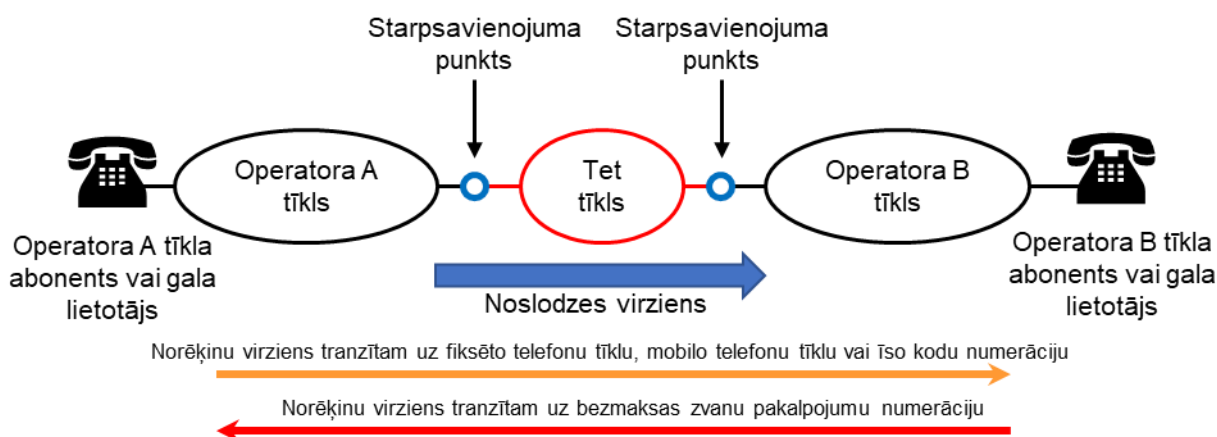 Starpsavienojuma
punkts
Starpsavienojuma
punkts
Operatora A
tīkls
Tet
tīkls
Operatora B
tīkls
Operatora A tīkla
abonents vai gala
lietotājs
Operatora B tīkla
abonents vai gala
lietotājs
Noslodzes virziens
Norēķinu virziens tranzītam uz fiksēto telefonu tīklu, mobilo telefonu tīklu vai īso kodu numerāciju
Norēķinu virziens tranzītam uz bezmaksas zvanu pakalpojumu numerāciju